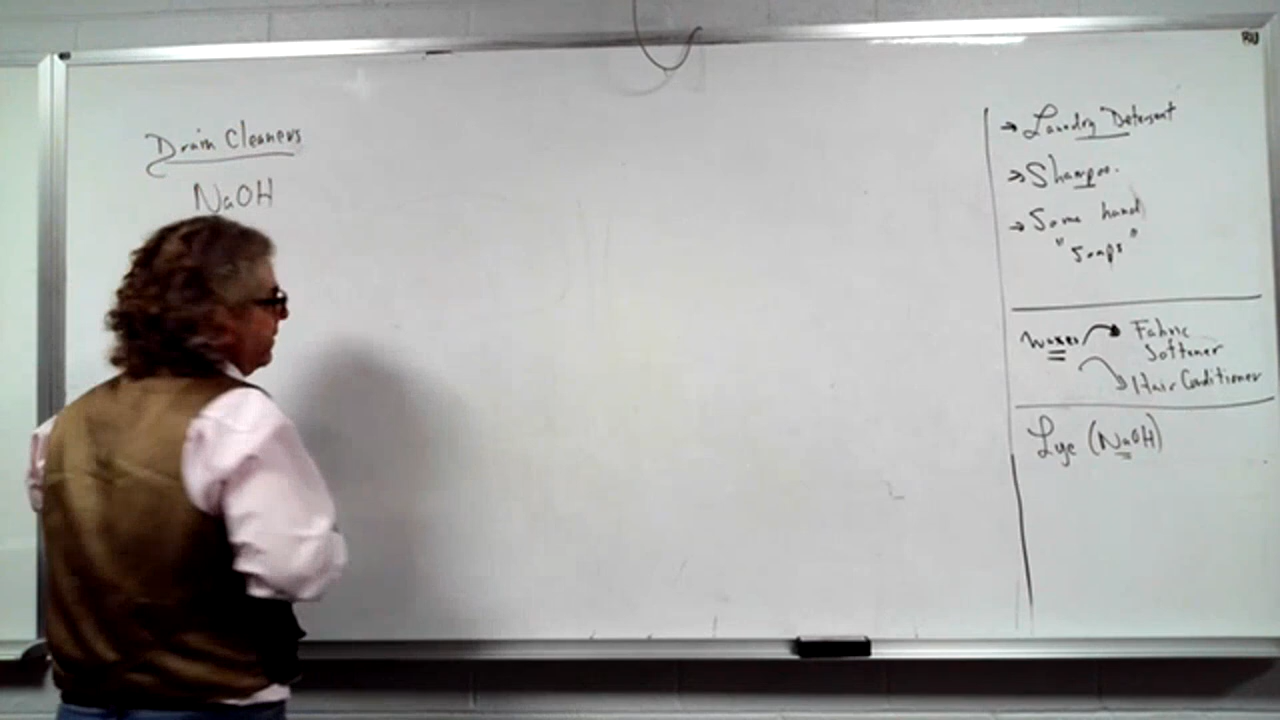 Drain Cleaners
NaOH
→ Laundry Detergent
→ Shampoo.
→ Some hand
"Soaps"
Waxes → Fabric
Softener
→ Hair Conditioner
Lye (NaOH)